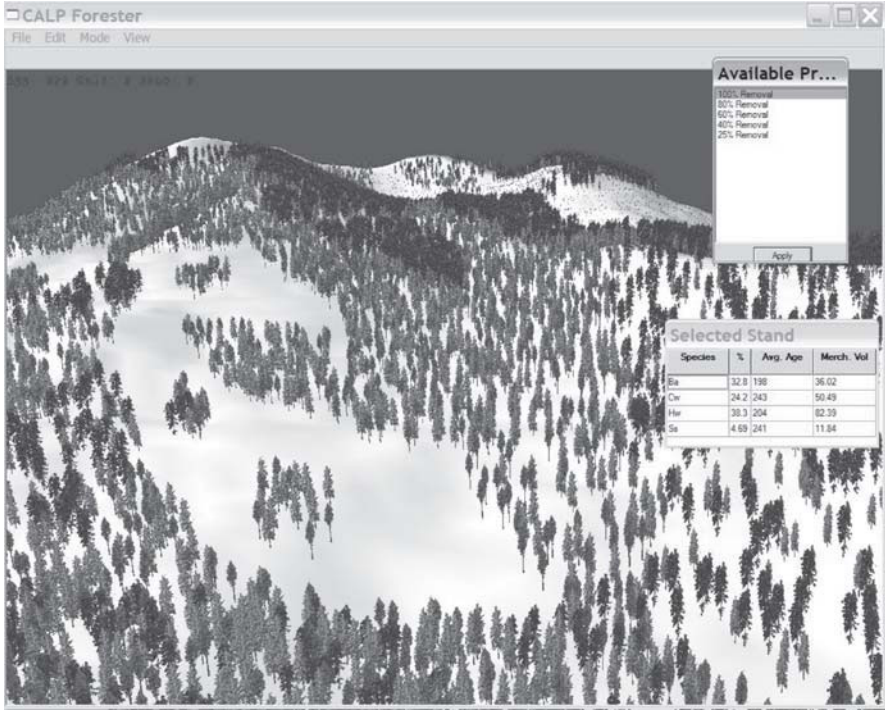 CALP Forester
File Edit Mode View
Available Pr...
100% Removal
80% Removal
60% Removal
40% Removal
25% Removal
Apply
Selected Stand
Species % Avg. Age Merch. Vol
Ba 32.8 198 36.02
Cw 24.2 243 50.49
Hw 38.3 204 82.39
Ss 4.69 241 11.84